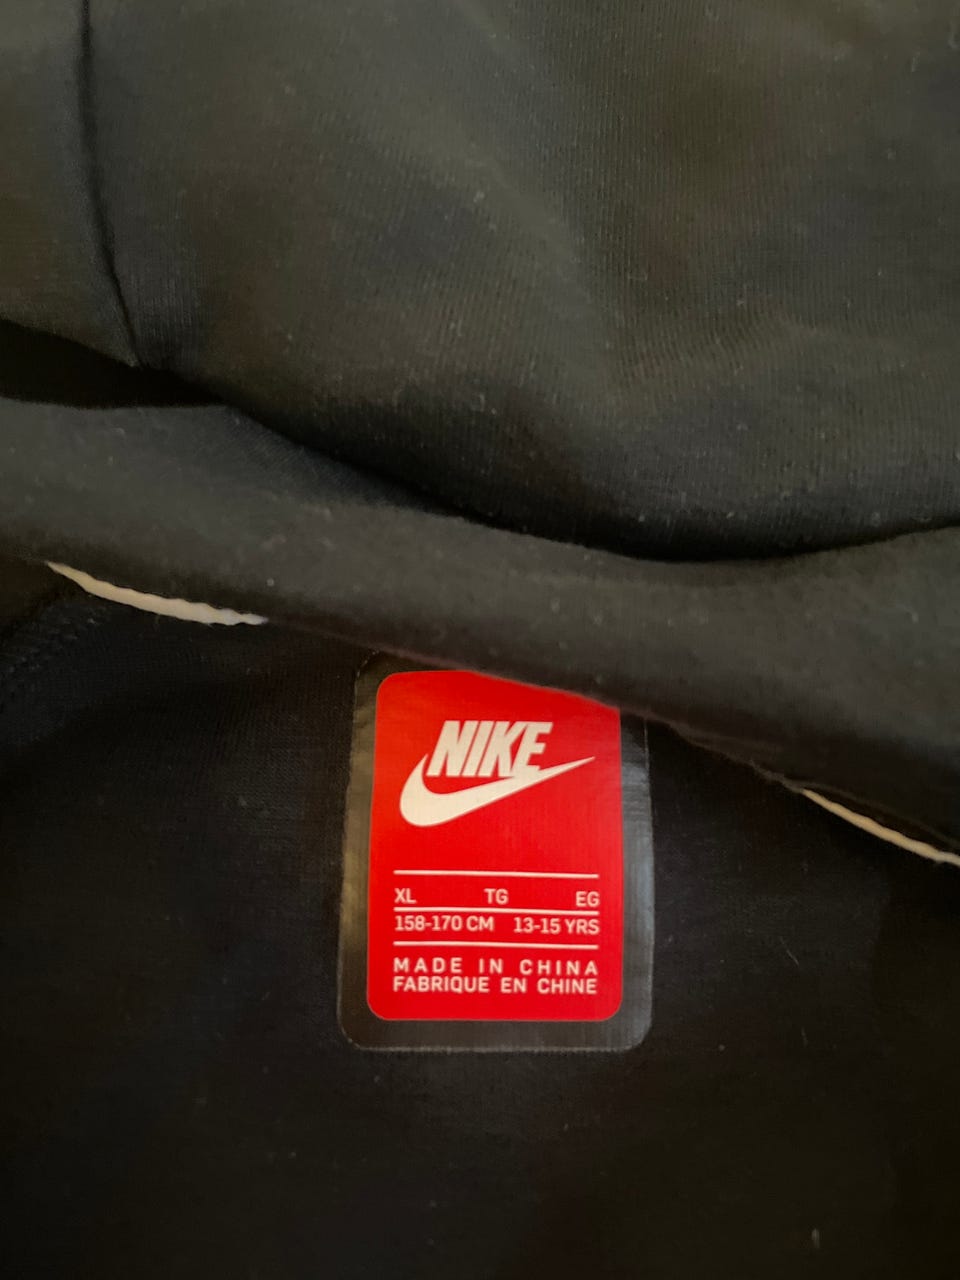 NIKE
XL TG EG
158-170 CM 13-15 YRS
MADE IN CHINA
FABRIQUE EN CHINE